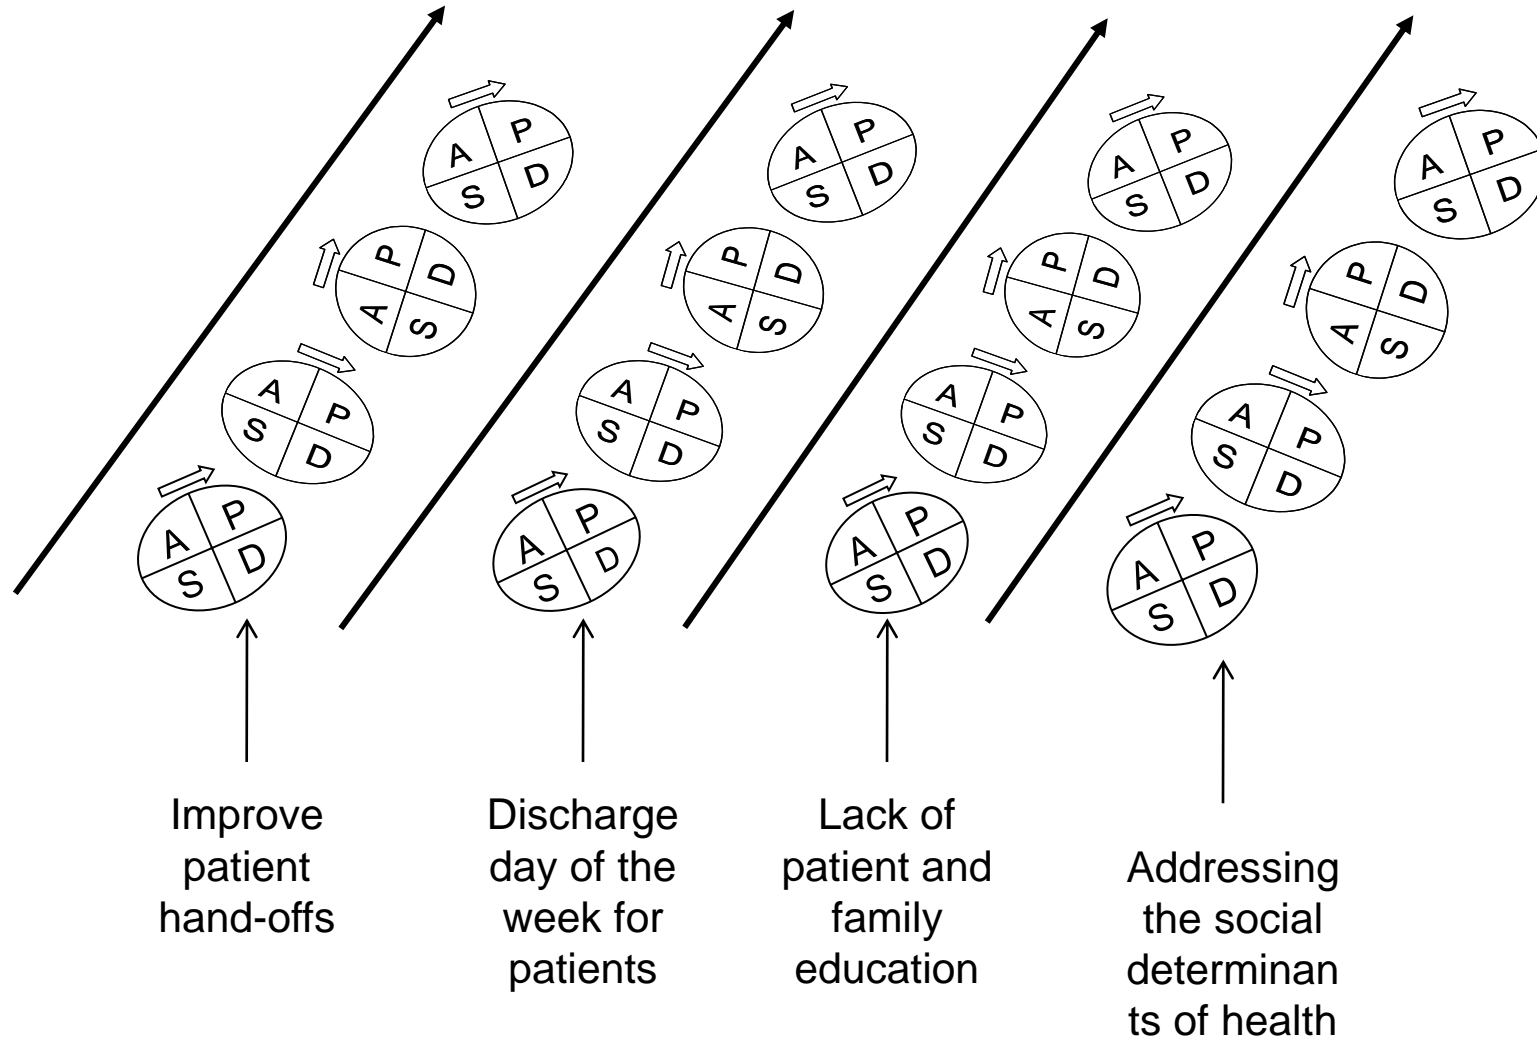 A P
S D
A P
S D
A P
S D
A P
S D
P D
A S
P D
A S
P D
A S
P D
A S
A P
S D
A P
S D
A P
S D
A P
S D
A P
S D
A P
S D
A P
S D
A P
S D
Improve
patient
hand-offs
Discharge
day of the
week for
patients
Lack of
patient and
family
education
Addressing
the social
determinan
ts of health